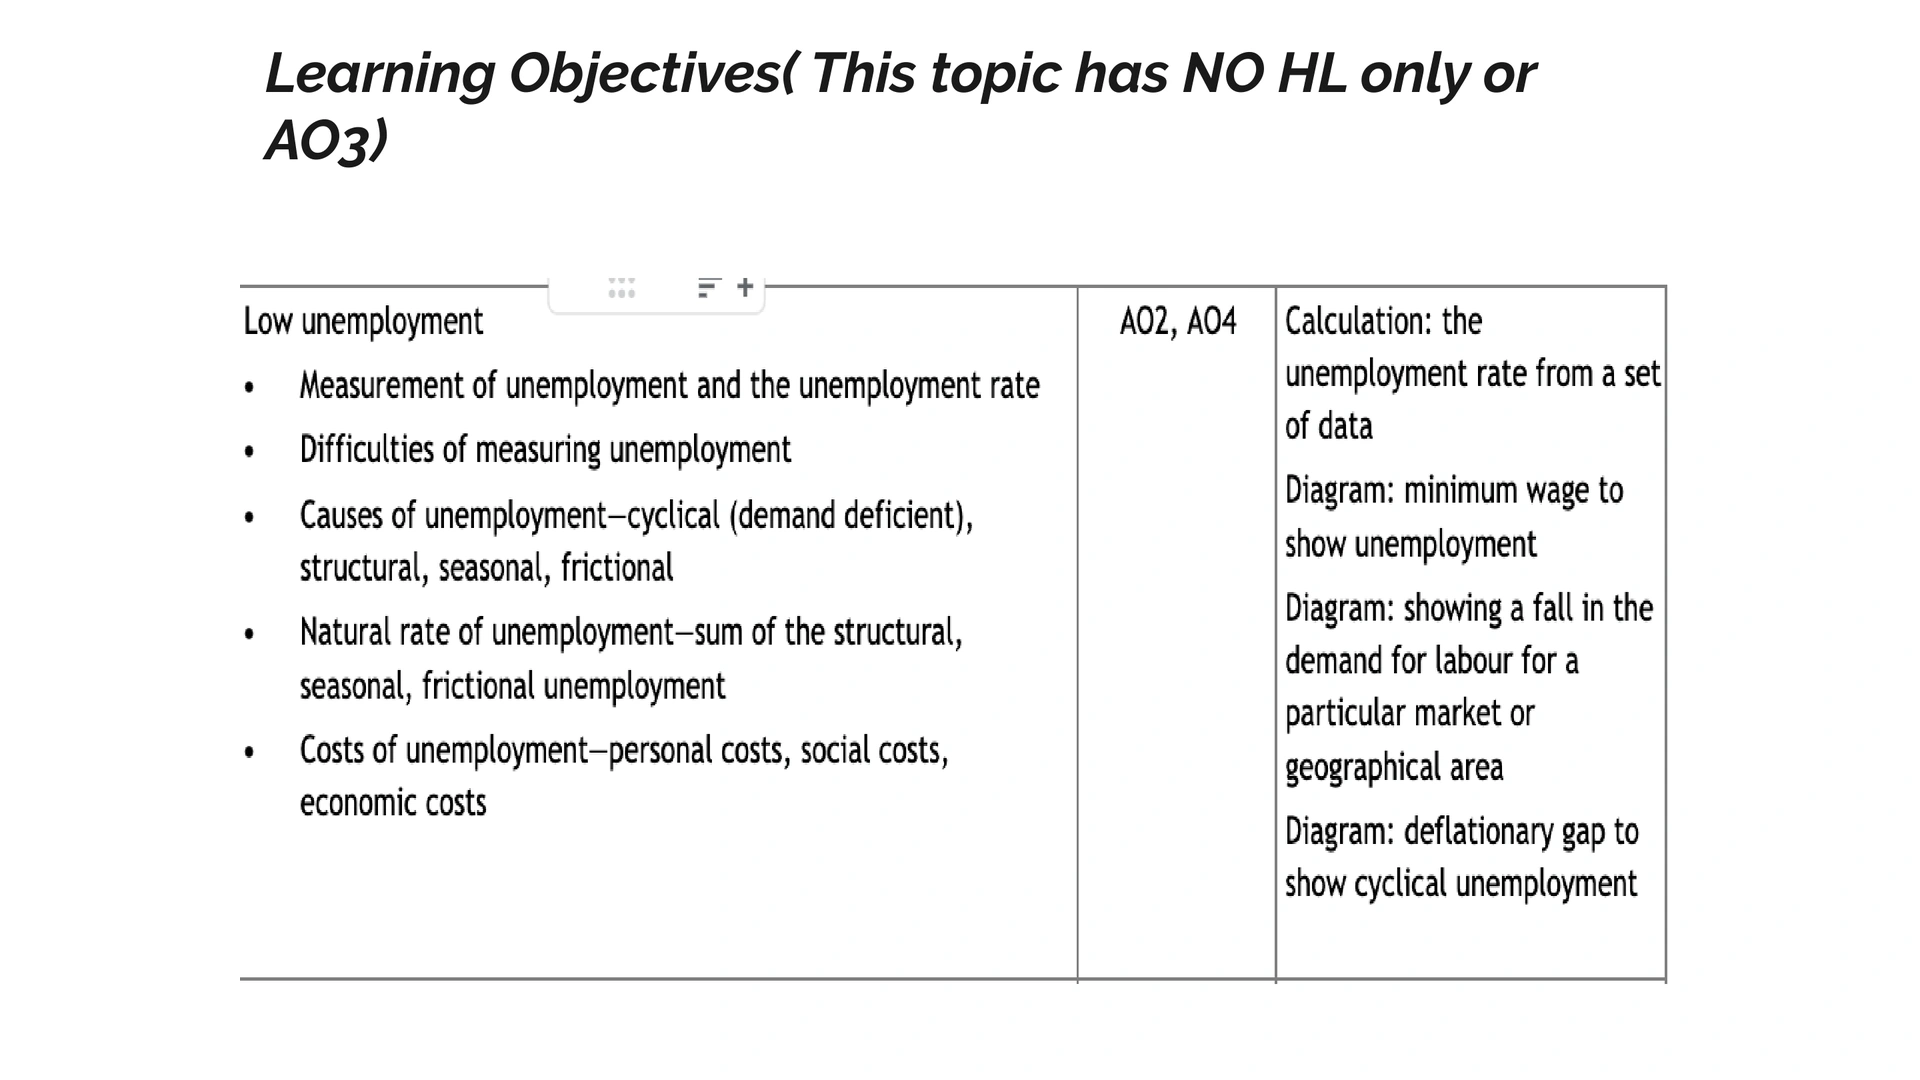 Learning Objectives( This topic has NO HL only or
AO3)
Low unemployment
• Measurement of unemployment and the unemployment rate
• Difficulties of measuring unemployment
• Causes of unemployment—cyclical (demand deficient),
structural, seasonal, frictional
• Natural rate of unemployment—sum of the structural,
seasonal, frictional unemployment
• Costs of unemployment—personal costs, social costs,
economic costs
AO2, AO4
Calculation: the
unemployment rate from a set
of data
Diagram: minimum wage to
show unemployment
Diagram: showing a fall in the
demand for labour for a
particular market or
geographical area
Diagram: deflationary gap to
show cyclical unemployment